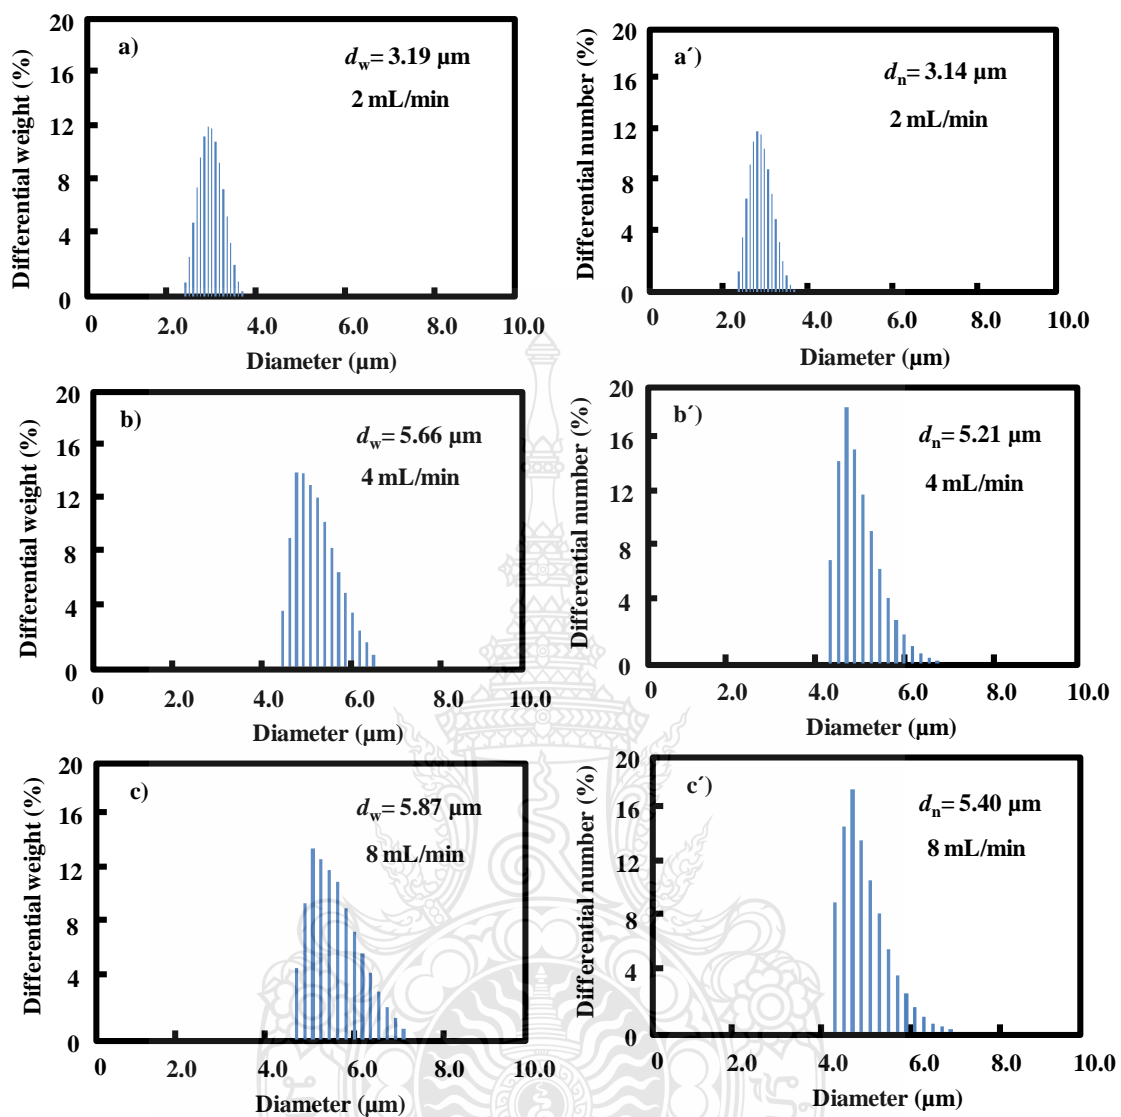 a)
d_w= 3.19 μm
2 mL/min
Differential weight (%)
20
16
12
8
4
0
0 2.0 4.0 6.0 8.0 10.0
Diameter (μm)
a´)
d_n= 3.14 μm
2 mL/min
Differential number (%)
20
16
12
8
4
0
0 2.0 4.0 6.0 8.0 10.0
Diameter (μm)
b)
d_w= 5.66 μm
4 mL/min
Differential weight (%)
20
16
12
8
4
0
0 2.0 4.0 6.0 8.0 10.0
Diameter (μm)
b´)
d_n= 5.21 μm
4 mL/min
Differential number (%)
20
16
12
8
4
0
0 2.0 4.0 6.0 8.0 10.0
Diameter (μm)
c)
d_w= 5.87 μm
8 mL/min
Differential weight (%)
20
16
12
8
4
0
0 2.0 4.0 6.0 8.0 10.0
Diameter (μm)
c´)
d_n= 5.40 μm
8 mL/min
Differential number (%)
20
16
12
8
4
0
0 2.0 4.0 6.0 8.0 10.0
Diameter (μm)